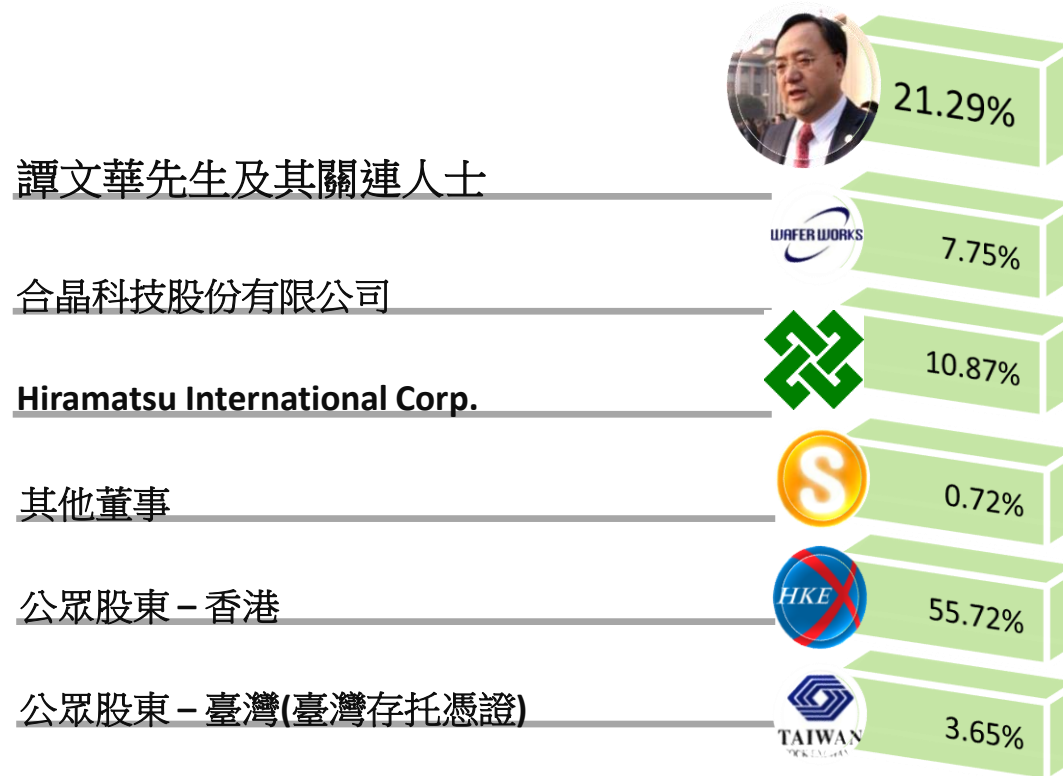 21.29%
譚文華先生及其關連人士
WAFER WORKS
7.75%
合晶科技股份有限公司
10.87%
Hiramatsu International Corp.
S
其他董事
0.72%
HKEX
公眾股東 – 香港
55.72%
公眾股東 – 臺灣(臺灣存托憑證)
TAIWAN
3.65%